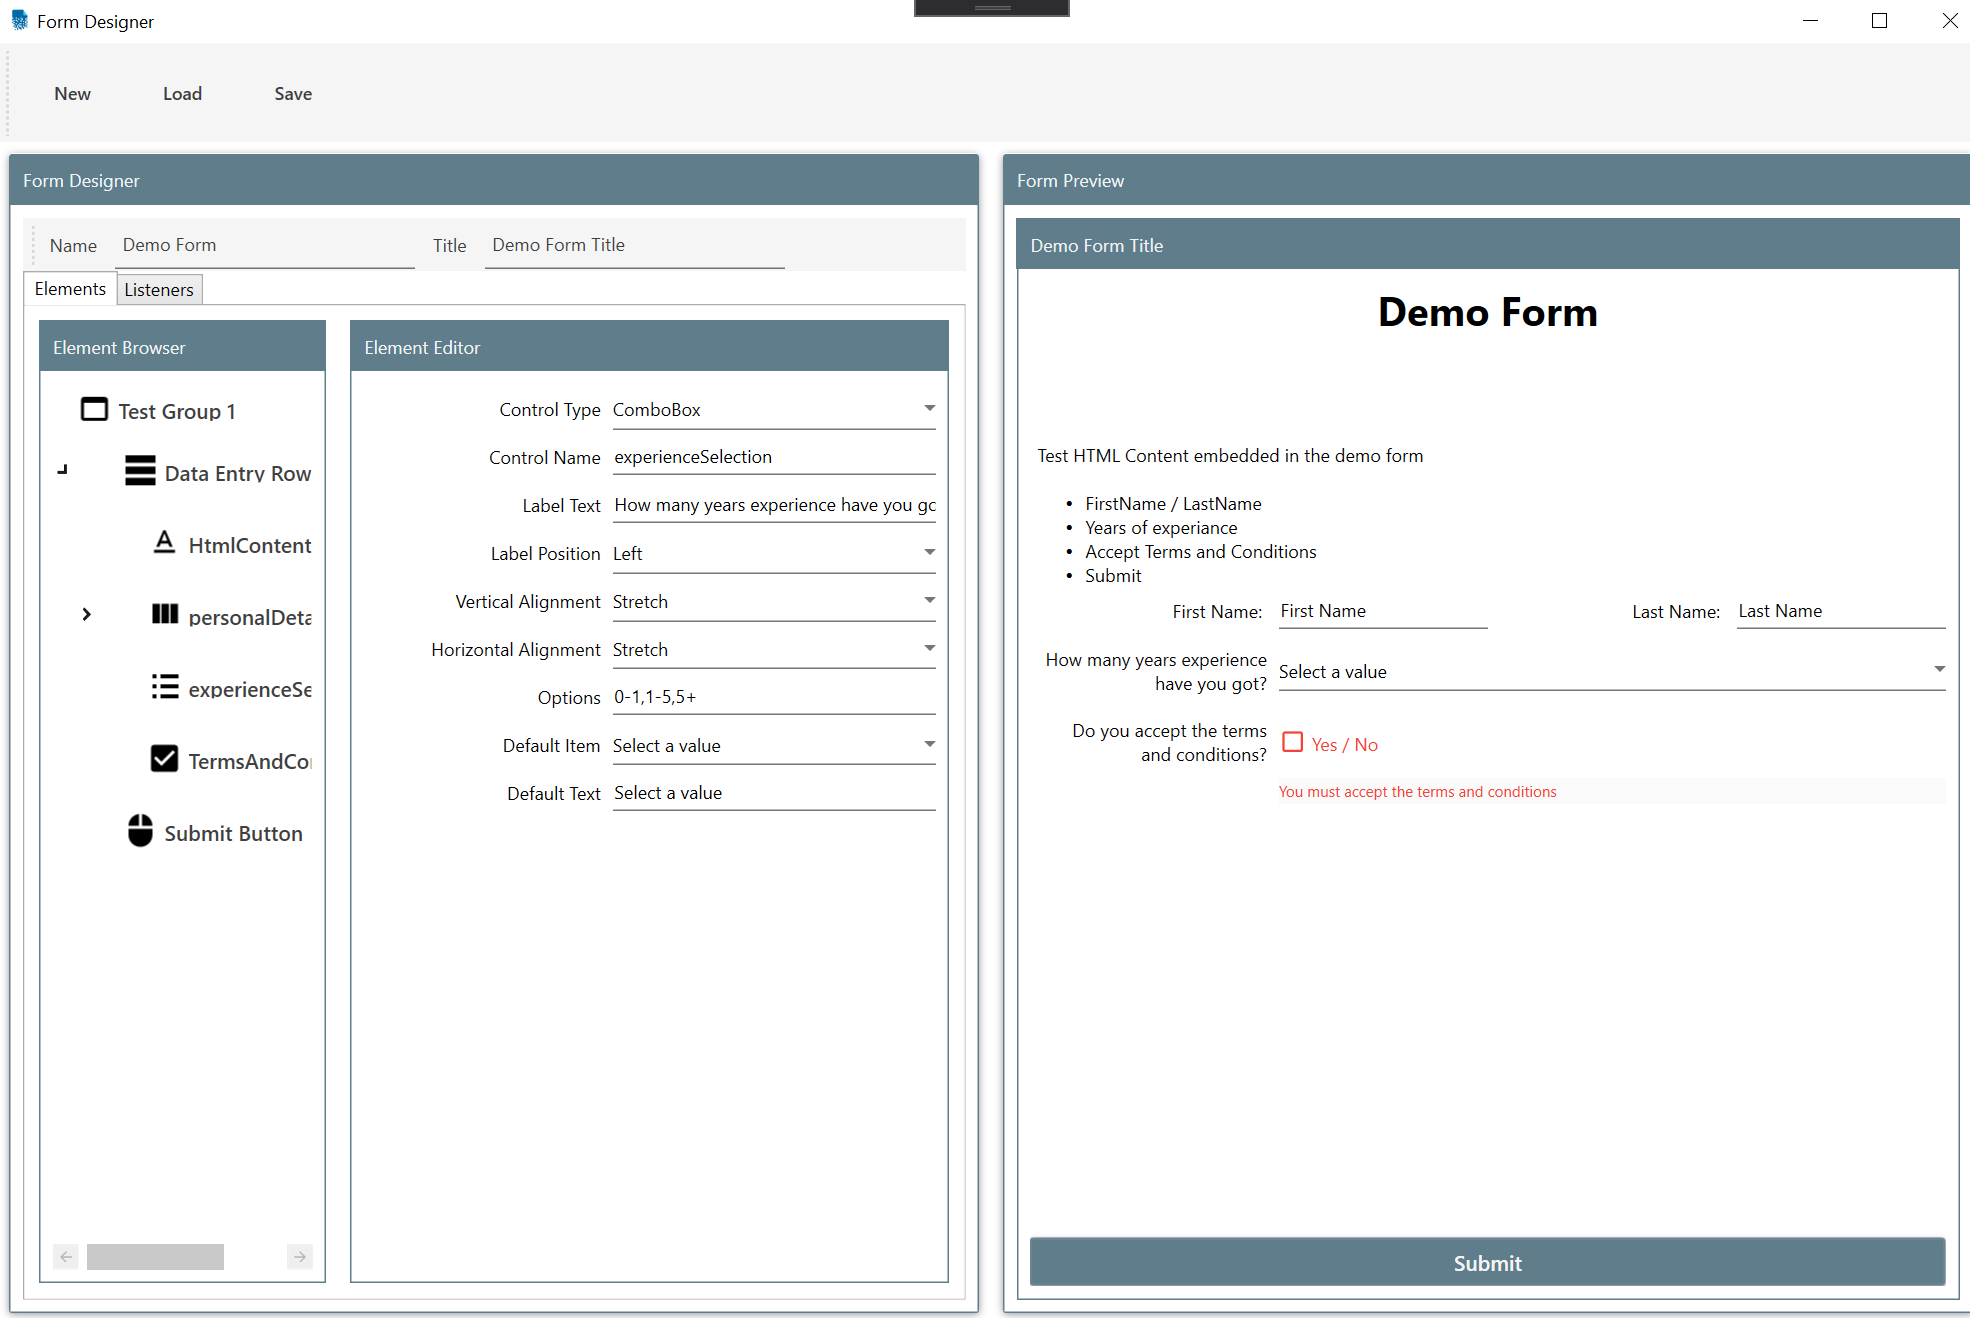 Form Designer
New Load Save
Form Designer
Name Demo Form Title Demo Form Title
Elements Listeners
Element Browser
Test Group 1
Data Entry Row
HtmlContent
personalDeta
experienceSe
TermsAndCo
Submit Button
Element Editor
Control Type ComboBox
Control Name experienceSelection
Label Text How many years experience have you go
Label Position Left
Vertical Alignment Stretch
Horizontal Alignment Stretch
Options 0-1,1-5,5+
Default Item Select a value
Default Text Select a value
Form Preview
Demo Form Title
Demo Form
Test HTML Content embedded in the demo form
• FirstName / LastName
• Years of experiance
• Accept Terms and Conditions
• Submit
First Name: First Name Last Name: Last Name
How many years experience
have you got? Select a value
Do you accept the terms
and conditions? Yes / No
You must accept the terms and conditions
Submit